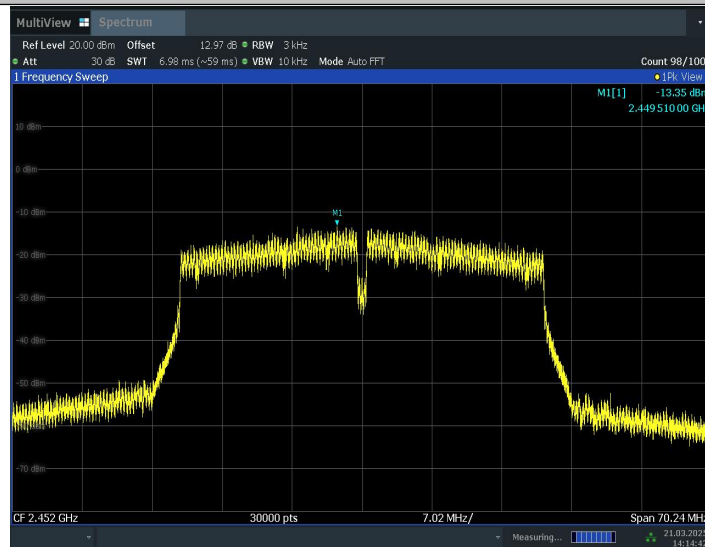 MultiView Spectrum
Ref Level 20.00 dBm Offset 12.97 dB RBW 3 kHz
Att 30 dB SWT 6.98 ms (~59 ms) VBW 10 kHz Mode Auto FFT Count 98/100
1 Frequency Sweep 1Pk View
M1[1] -13.35 dBm
2.449 510 00 GH
10 dBm
0 dBm
-10 dBm
M1
-20 dBm
-30 dBm
-40 dBm
-50 dBm
-70 dBm
CF 2.452 GHz 30000 pts 7.02 MHz/ Span 70.24 MHz
Measuring... 21.03.2025
14:14:47